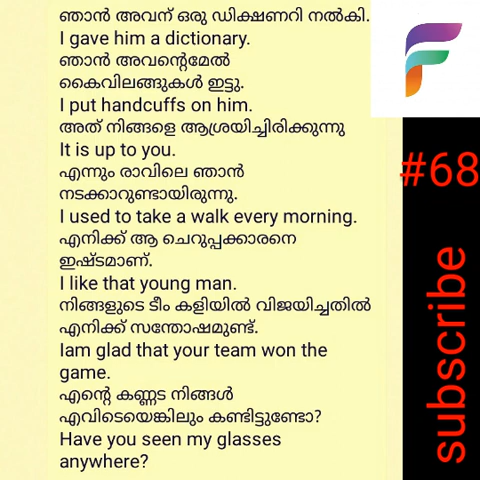 ഞാൻ അവന് ഒരു ഡിക്ഷണറി നൽകി.
I gave him a dictionary.
ഞാൻ അവന്റെമേൽ
കൈവിലങ്ങുകൾ ഇട്ടു.
I put handcuffs on him.
അത് നിങ്ങളെ ആശ്രയിച്ചിരിക്കുന്നു
It is up to you.
എന്നും രാവിലെ ഞാൻ
നടക്കാറുണ്ടായിരുന്നു.
I used to take a walk every morning.
എനിക്ക് ആ ചെറുപ്പക്കാരനെ
ഇഷ്ടമാണ്.
I like that young man.
നിങ്ങളുടെ ടീം കളിയിൽ വിജയിച്ചതിൽ
എനിക്ക് സന്തോഷമുണ്ട്.
Iam glad that your team won the
game.
എന്റെ കണ്ണട നിങ്ങൾ
എവിടെയെങ്കിലും കണ്ടിട്ടുണ്ടോ?
Have you seen my glasses
anywhere?
#68
subscribe